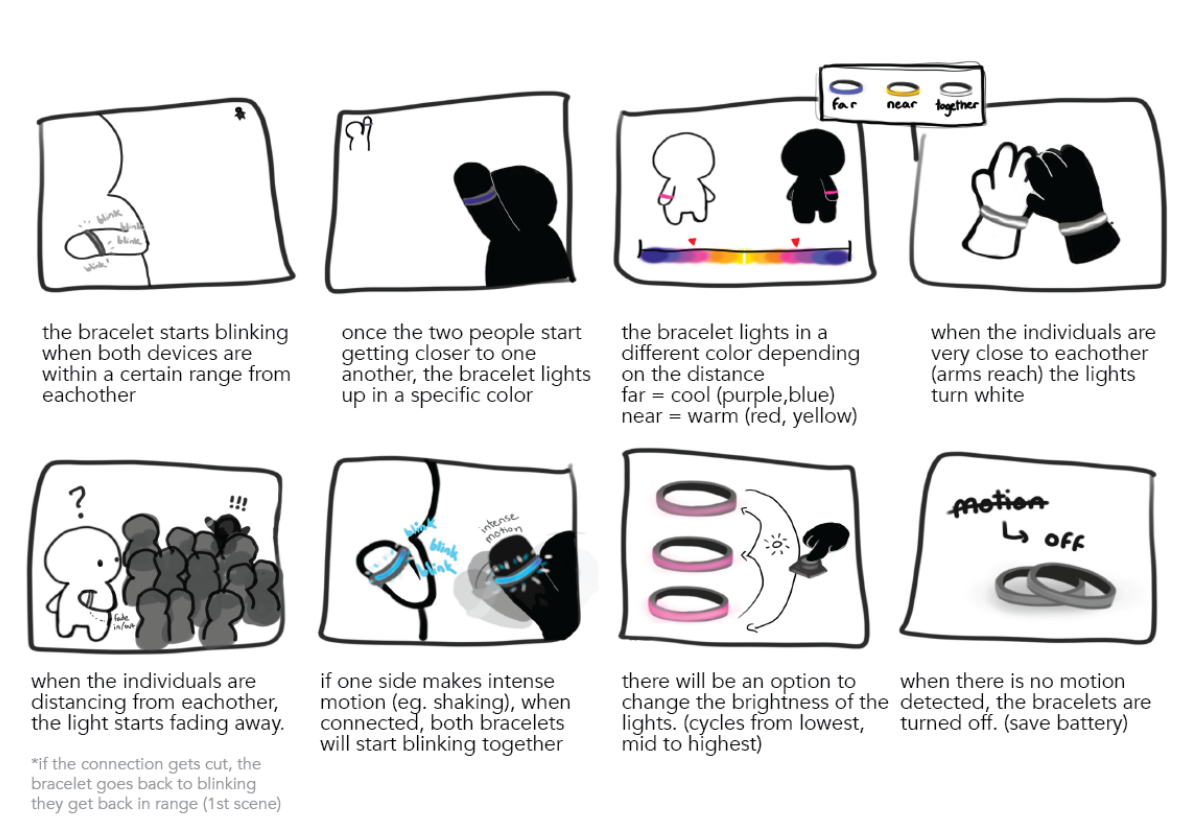 far near together
blink
blink
blink
blink
the bracelet starts blinking
when both devices are
within a certain range from
eachother
once the two people start
getting closer to one
another, the bracelet lights
up in a specific color
the bracelet lights in a
different color depending
on the distance
far = cool (purple,blue)
near = warm (red, yellow)
when the individuals are
very close to eachother
(arms reach) the lights
turn white
?
!!!
fade
in/out
blink
blink
blink
intense
motion
motion
OFF
when the individuals are
distancing from eachother,
the light starts fading away.
*if the connection gets cut, the
bracelet goes back to blinking
they get back in range (1st scene)
if one side makes intense
motion (eg. shaking), when
connected, both bracelets
will start blinking together
there will be an option to
change the brightness of the
lights. (cycles from lowest,
mid to highest)
when there is no motion
detected, the bracelets are
turned off. (save battery)